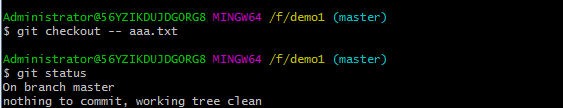 Administrator@56YZIKDUJDGORG8 MINGW64 /f/demo1 (master)
$ git checkout -- aaa.txt
Administrator@56YZIKDUJDGORG8 MINGW64 /f/demo1 (master)
$ git status
On branch master
nothing to commit, working tree clean